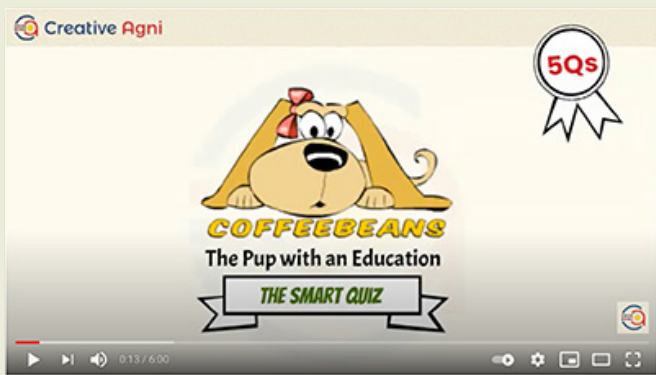 Creative Agni
5Qs
COFFEEBEANS
The Pup with an Education
THE SMART QUIZ
0:13 / 6:00